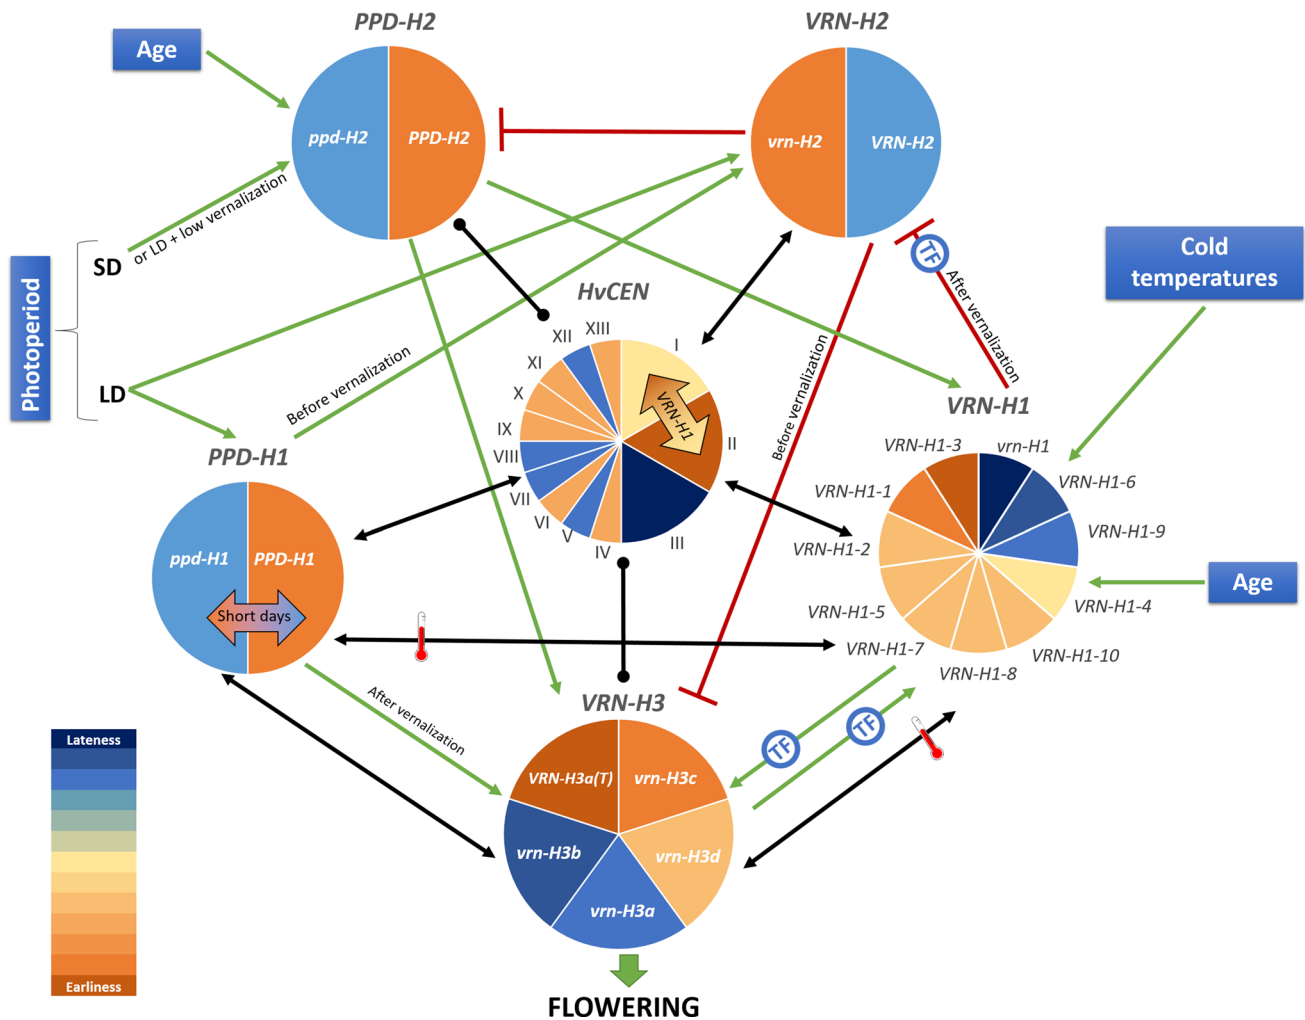 PPD-H2
VRN-H2
Age
ppd-H2
PPD-H2
vrn-H2
VRN-H2
or LD + low vernalization
SD
Photoperiod
LD
TF
After vernalization
Cold
temperatures
HvCEN
I
II
III
IV
V
VI
VII
VIII
IX
X
XI
XII
XIII
VRN-H1
Before vernalization
Before vernalization
VRN-H1
vrn-H1
VRN-H1-6
VRN-H1-9
VRN-H1-4
VRN-H1-10
VRN-H1-8
VRN-H1-7
VRN-H1-5
VRN-H1-2
VRN-H1-1
VRN-H1-3
Age
PPD-H1
ppd-H1
PPD-H1
Short days
After vernalization
TF
TF
VRN-H3
VRN-H3a(T)
vrn-H3c
vrn-H3b
vrn-H3d
vrn-H3a
Lateness
Earliness
FLOWERING